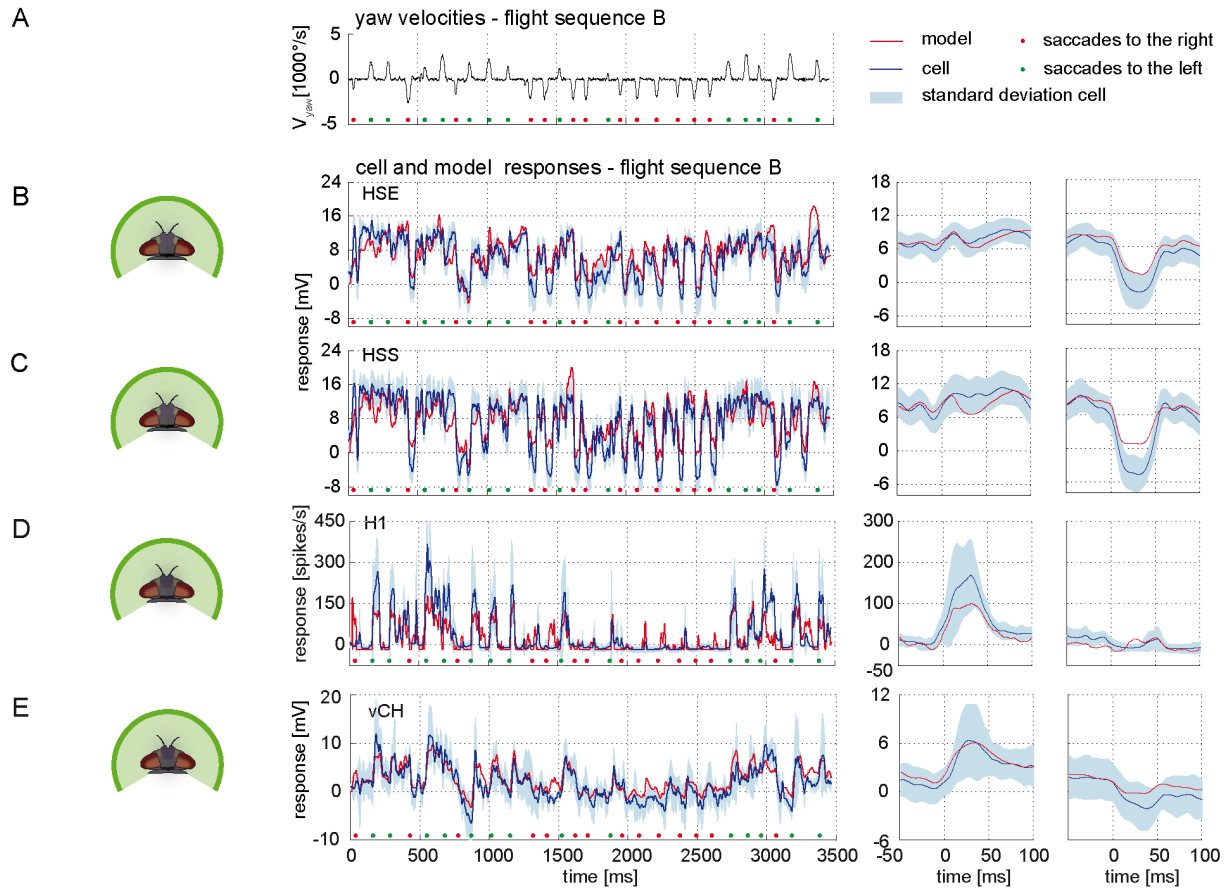 A
yaw velocities - flight sequence B
V yaw [1000°/s]
5
0
-5
model
cell
standard deviation cell
saccades to the right
saccades to the left
cell and model responses - flight sequence B
response [mV]
B
HSE
24
16
8
0
-8
18
12
6
0
-6
C
HSS
24
16
8
0
-8
18
12
6
0
-6
D
H1
response [spikes/s]
450
300
150
0
300
200
100
0
-50
E
vCH
response [mV]
20
10
0
-10
12
6
0
-6
0 500 1000 1500 2000 2500 3000 3500
time [ms]
-50 0 50 100
time [ms]
0 50 100
time [ms]